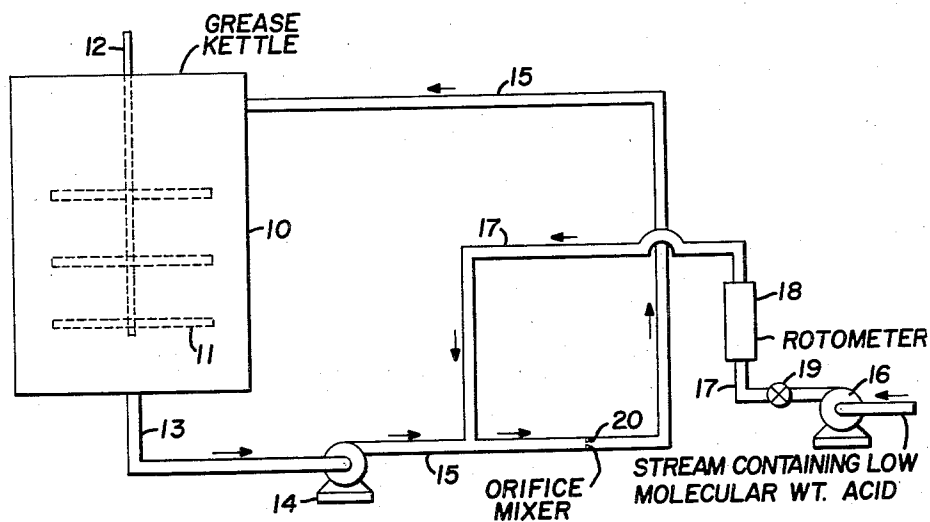 GREASE
KETTLE
12
15
10
17
18
11
ROTOMETER
19
16
17
13
20
15
14
ORIFICE
MIXER
STREAM CONTAINING LOW
MOLECULAR WT. ACID